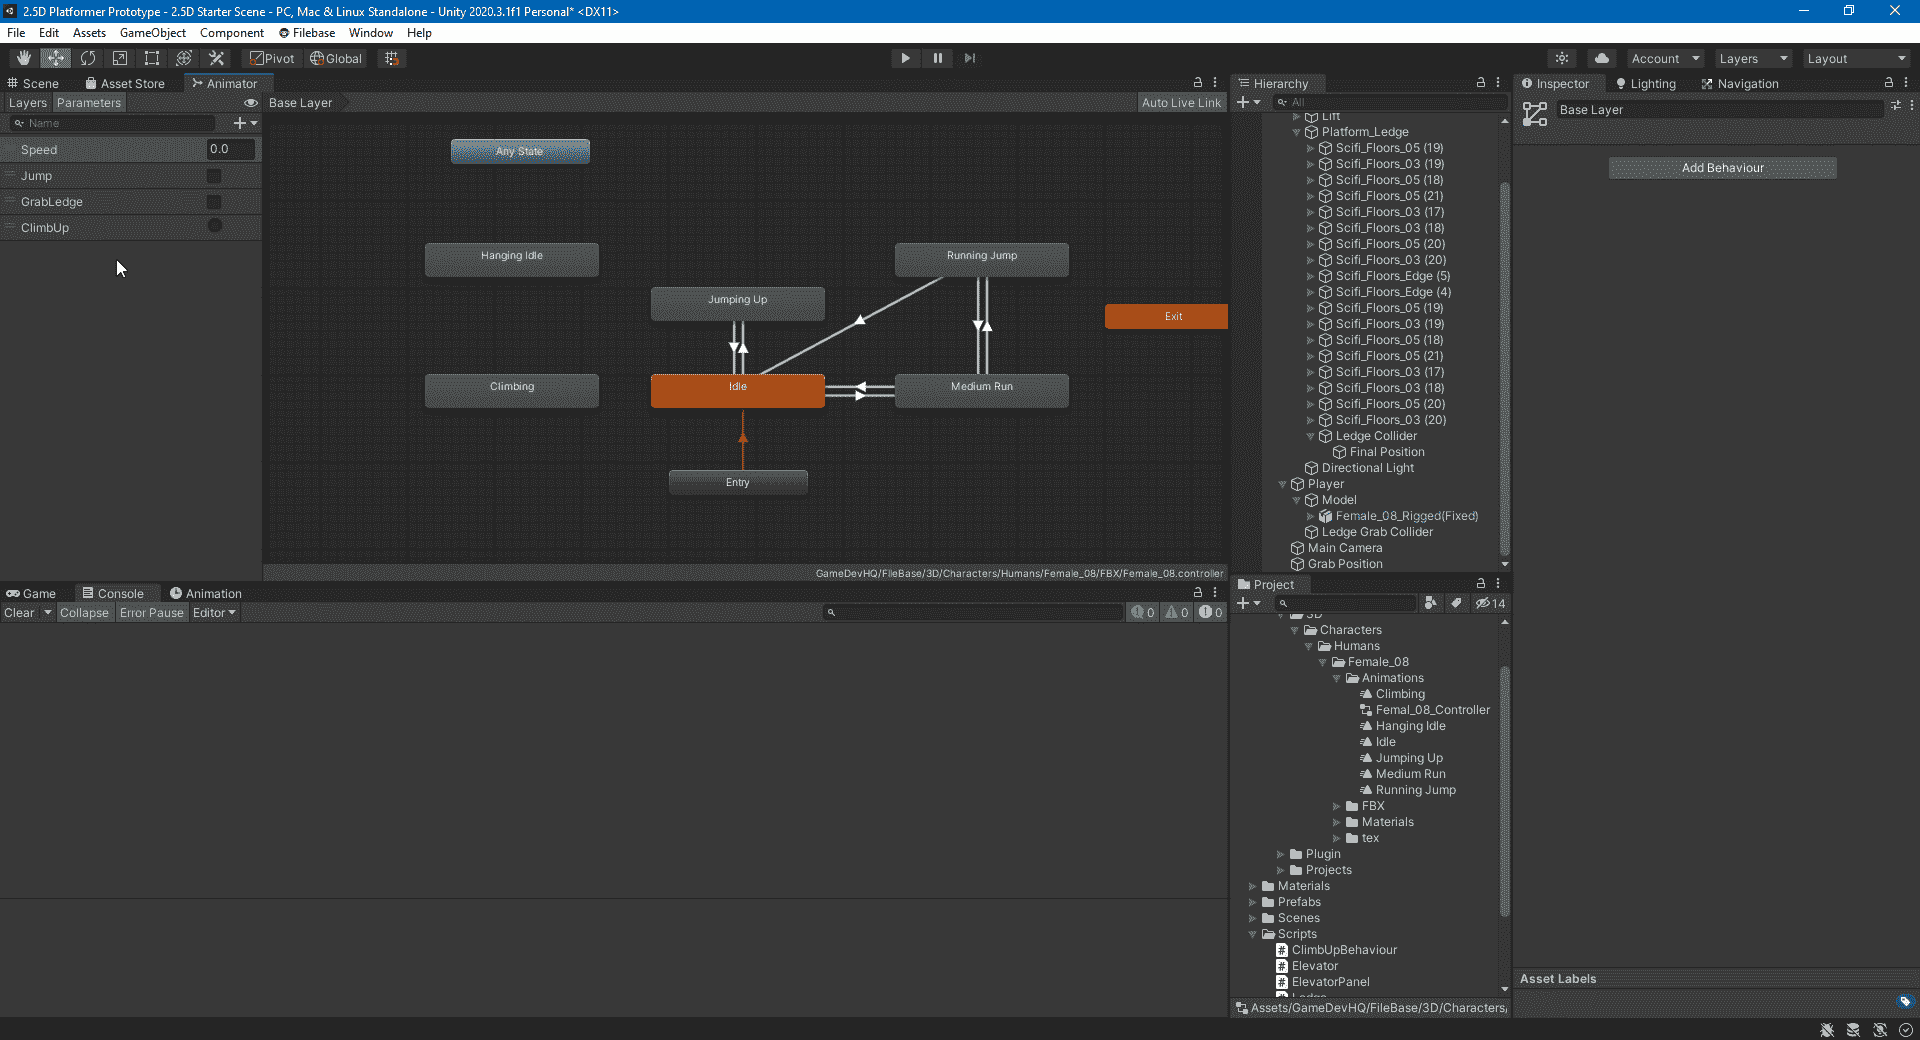 2.5D Platformer Prototype - 2.5D Starter Scene - PC, Mac & Linux Standalone - Unity 2020.3.1f1 Personal* <DX11>
File Edit Assets GameObject Component Filebase Window Help
Pivot Global Account Layers Layout
Scene Asset Store Animator
Layers Parameters Base Layer Auto Live Link
Name
Speed 0.0
Jump
GrabLedge
ClimbUp
Any State
Hanging Idle
Running Jump
Jumping Up
Exit
Climbing
Idle
Medium Run
Entry
GameDevHQ/FileBase/3D/Characters/Humans/Female_08/FBX/Female_08.controller
Game Console Animation
Clear Collapse Error Pause Editor 0 0 0
Hierarchy
All
Lift
Platform_Ledge
Scifi_Floors_05 (19)
Scifi_Floors_03 (19)
Scifi_Floors_05 (18)
Scifi_Floors_05 (21)
Scifi_Floors_03 (17)
Scifi_Floors_03 (18)
Scifi_Floors_05 (20)
Scifi_Floors_03 (20)
Scifi_Floors_Edge (5)
Scifi_Floors_Edge (4)
Scifi_Floors_05 (19)
Scifi_Floors_03 (19)
Scifi_Floors_05 (18)
Scifi_Floors_05 (21)
Scifi_Floors_03 (17)
Scifi_Floors_03 (18)
Scifi_Floors_05 (20)
Scifi_Floors_03 (20)
Ledge Collider
Final Position
Directional Light
Player
Model
Female_08_Rigged(Fixed)
Ledge Grab Collider
Main Camera
Grab Position
Project
14
3D
Characters
Humans
Female_08
Animations
Climbing
Femal_08_Controller
Hanging Idle
Idle
Jumping Up
Medium Run
Running Jump
FBX
Materials
tex
Plugin
Projects
Materials
Prefabs
Scenes
Scripts
ClimbUpBehaviour
Elevator
ElevatorPanel
Ledge
Assets/GameDevHQ/FileBase/3D/Characters/
Inspector Lighting Navigation
Base Layer
Add Behaviour
Asset Labels